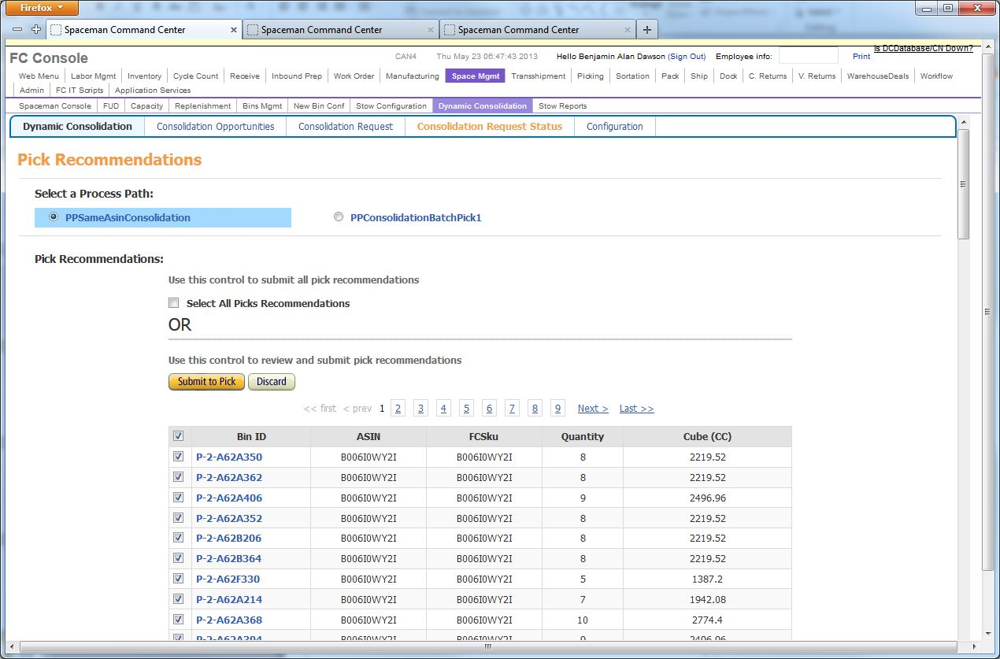 Firefox
Spaceman Command Center × Spaceman Command Center × Spaceman Command Center × +
Is DCDatabase/CN Down?
FC Console CAN4 Thu May 23 06:47:43 2013 Hello Benjamin Alan Dawson (Sign Out) Employee info: Print
Web Menu Labor Mgmt Inventory Cycle Count Receive Inbound Prep Work Order Manufacturing Space Mgmt Transshipment Picking Sortation Pack Ship Dock C. Returns V. Returns WarehouseDeals Workflow
Admin FC IT Scripts Application Services
Spaceman Console FUD Capacity Replenishment Bins Mgmt New Bin Conf Stow Configuration Dynamic Consolidation Stow Reports
Dynamic Consolidation Consolidation Opportunities Consolidation Request Consolidation Request Status Configuration
Pick Recommendations
Select a Process Path:
PPSameAsinConsolidation PPConsolidationBatchPick1
Pick Recommendations:
Use this control to submit all pick recommendations
Select All Picks Recommendations
OR
Use this control to review and submit pick recommendations
Submit to Pick Discard
<< first < prev 1 2 3 4 5 6 7 8 9 Next > Last >>
Bin ID ASIN FCSku Quantity Cube (CC)
P-2-A62A350 B006I0WY2I B006I0WY2I 8 2219.52
P-2-A62A362 B006I0WY2I B006I0WY2I 8 2219.52
P-2-A62A406 B006I0WY2I B006I0WY2I 9 2496.96
P-2-A62A352 B006I0WY2I B006I0WY2I 8 2219.52
P-2-A62B206 B006I0WY2I B006I0WY2I 8 2219.52
P-2-A62B364 B006I0WY2I B006I0WY2I 8 2219.52
P-2-A62F330 B006I0WY2I B006I0WY2I 5 1387.2
P-2-A62A214 B006I0WY2I B006I0WY2I 7 1942.08
P-2-A62A368 B006I0WY2I B006I0WY2I 10 2774.4
P-2-A62A394 B006I0WY2I B006I0WY2I 9 2496.96